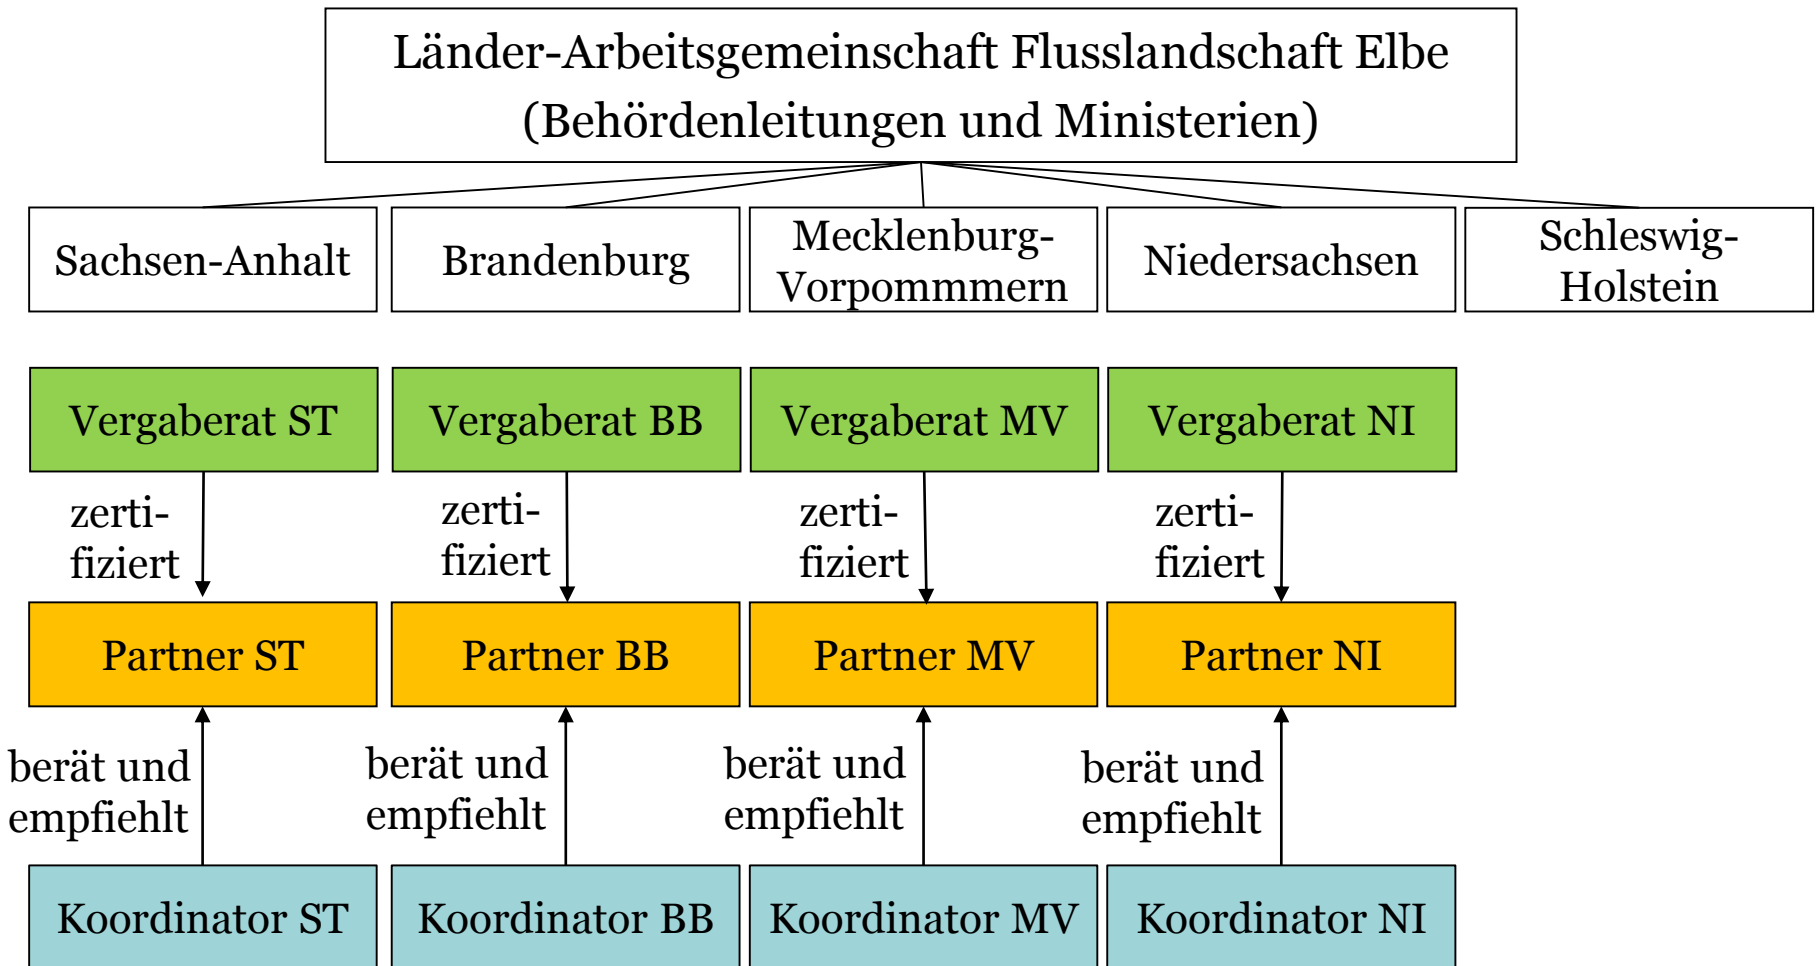 Länder-Arbeitsgemeinschaft Flusslandschaft Elbe
(Behördenleitungen und Ministerien)
Sachsen-Anhalt
Brandenburg
Mecklenburg-
Vorpommmern
Niedersachsen
Schleswig-
Holstein
Vergaberat ST
Vergaberat BB
Vergaberat MV
Vergaberat NI
zerti-
fiziert
zerti-
fiziert
zerti-
fiziert
zerti-
fiziert
Partner ST
Partner BB
Partner MV
Partner NI
berät und
empfiehlt
berät und
empfiehlt
berät und
empfiehlt
berät und
empfiehlt
Koordinator ST
Koordinator BB
Koordinator MV
Koordinator NI